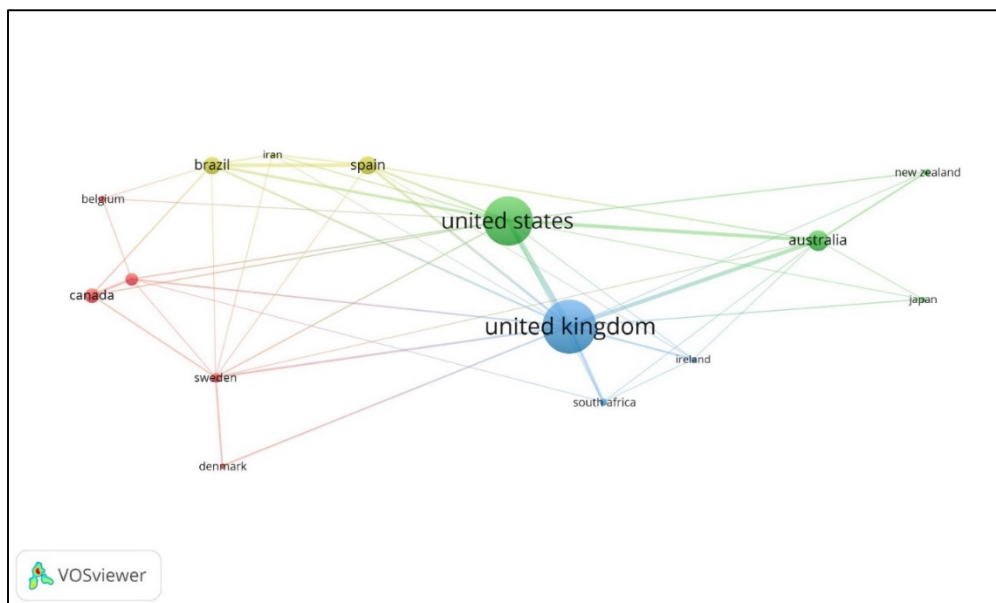 iran
brazil
spain
new zealand
belgium
united states
australia
canada
japan
united kingdom
ireland
sweden
south africa
denmark
VOSviewer